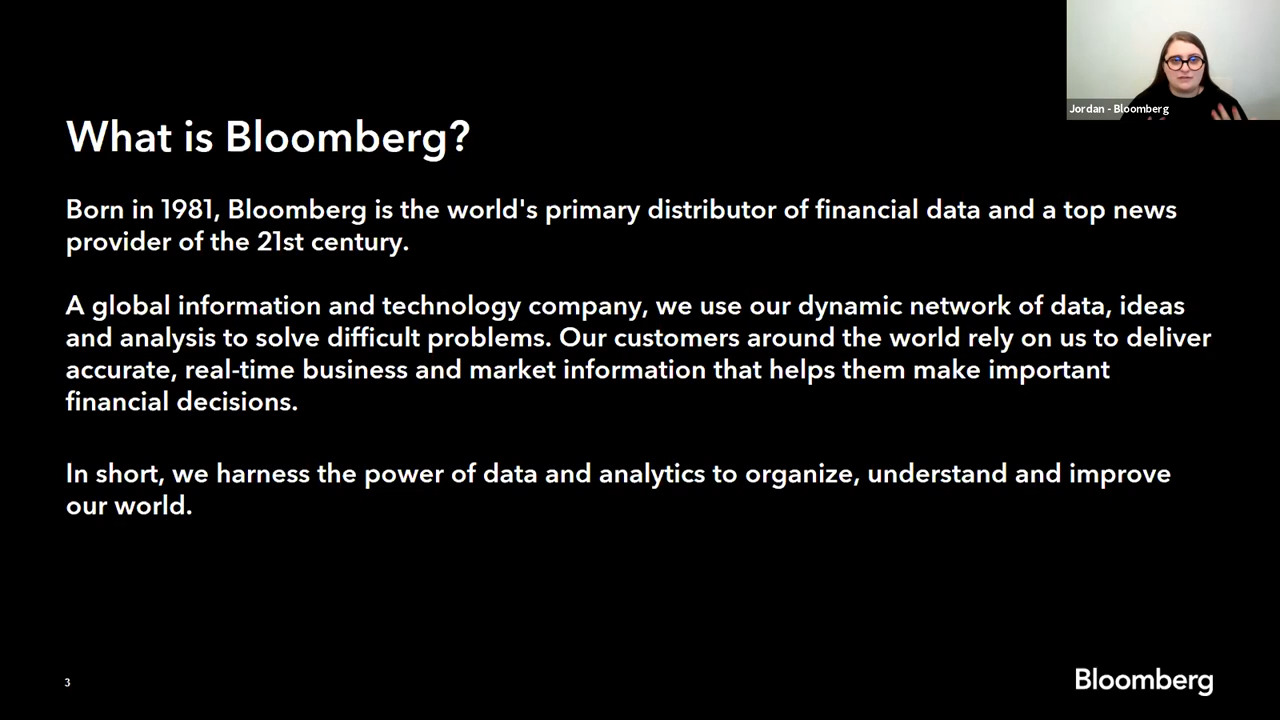 Jordan - Bloomberg
What is Bloomberg?
Born in 1981, Bloomberg is the world's primary distributor of financial data and a top news
provider of the 21st century.
A global information and technology company, we use our dynamic network of data, ideas
and analysis to solve difficult problems. Our customers around the world rely on us to deliver
accurate, real-time business and market information that helps them make important
financial decisions.
In short, we harness the power of data and analytics to organize, understand and improve
our world.
3
Bloomberg